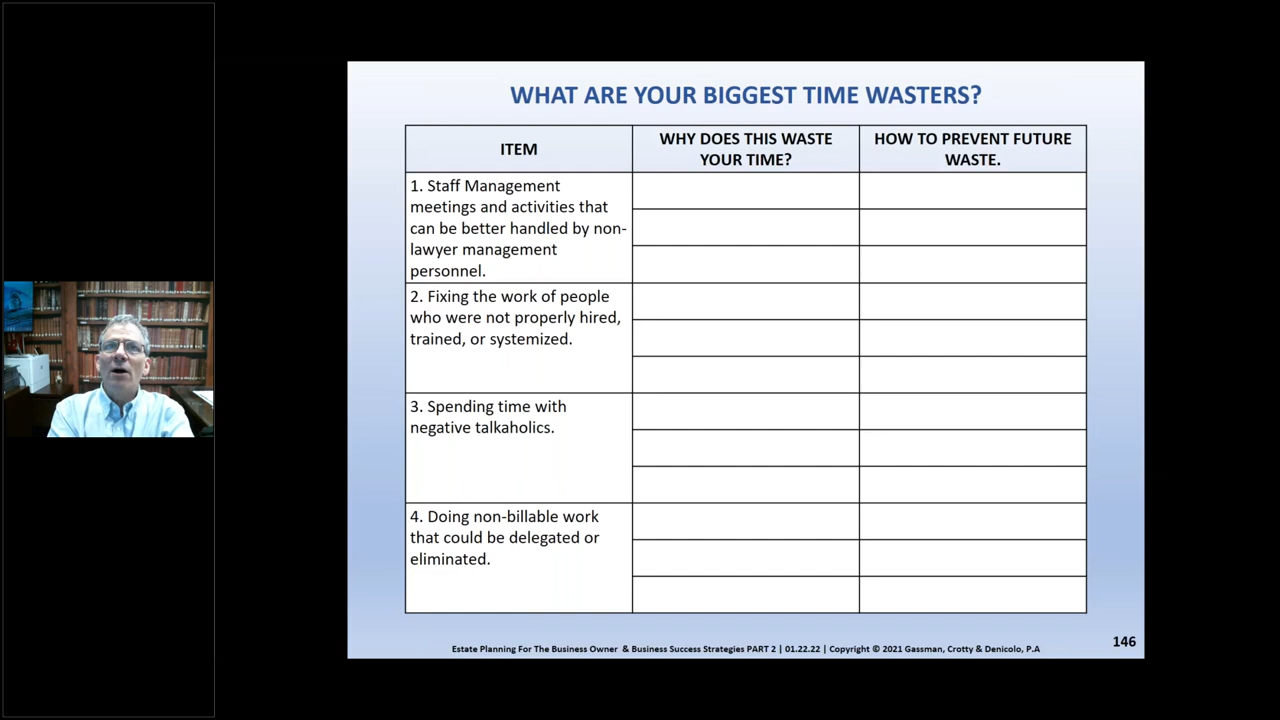 WHAT ARE YOUR BIGGEST TIME WASTERS?
ITEM
WHY DOES THIS WASTE
YOUR TIME?
HOW TO PREVENT FUTURE
WASTE.
1. Staff Management
meetings and activities that
can be better handled by non-
lawyer management
personnel.
2. Fixing the work of people
who were not properly hired,
trained, or systemized.
3. Spending time with
negative talkaholics.
4. Doing non-billable work
that could be delegated or
eliminated.
Estate Planning For The Business Owner & Business Success Strategies PART 2 | 01.22.22 | Copyright © 2021 Gassman, Crotty & Denicolo, P.A
146